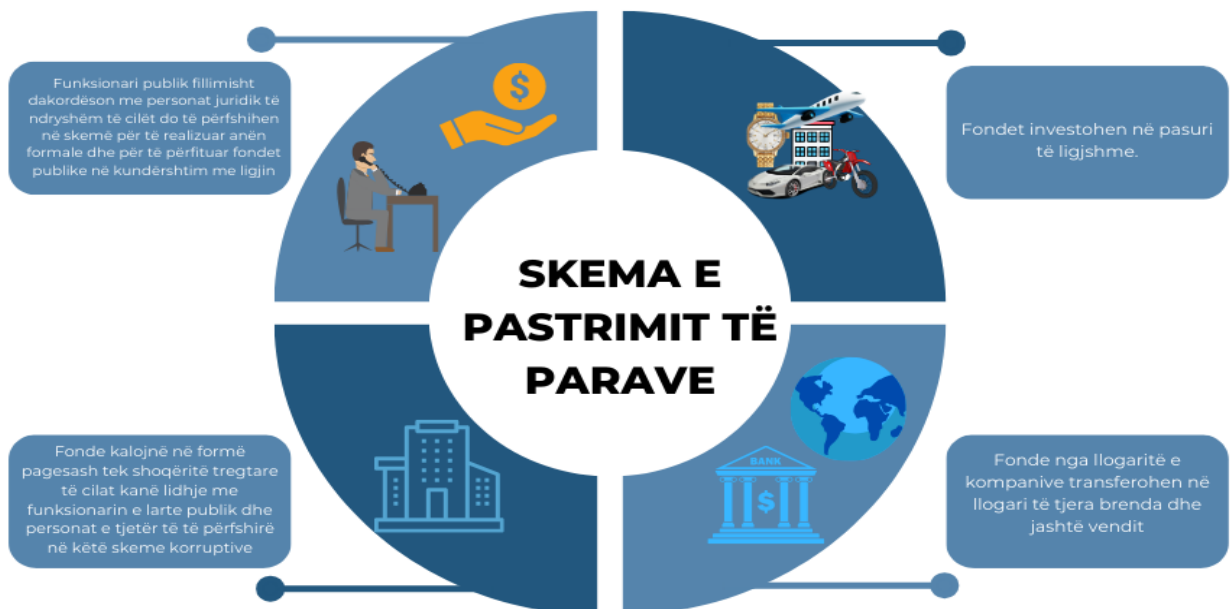 Funksionari publik fillimisht
dakordëson me personat juridik të
ndryshëm të cilët do të përfshihen
në skemë për të realizuar anën
formale dhe për të përfituar fondet
publike në kundërshtim me ligjin
$
Fondet investohen në pasuri
të ligjshme.
SKEMA E
PASTRIMIT TË
PARAVE
Fonde kalojnë në formë
pagesash tek shoqëritë tregtare
të cilat kanë lidhje me
funksionarin e larte publik dhe
personat e tjetër të të përfshirë
në këtë skeme korruptive
BANK
$
Fonde nga llogaritë e
kompanive transferohen në
llogari të tjera brenda dhe
jashtë vendit